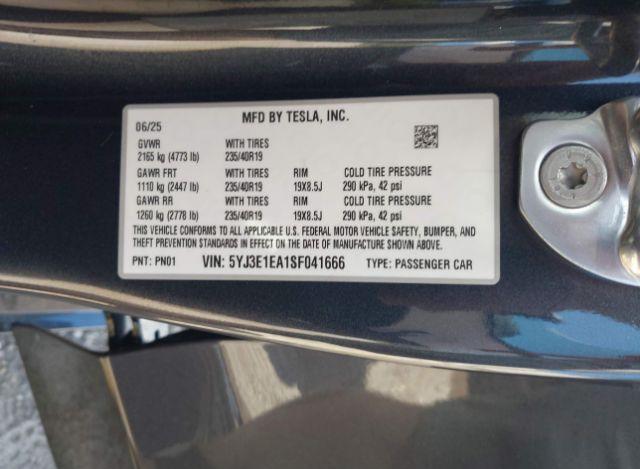 MFD BY TESLA, INC.
06/25
GVWR WITH TIRES
2165 kg (4773 lb) 235/40R19
GAWR FRT WITH TIRES RIM COLD TIRE PRESSURE
1110 kg (2447 lb) 235/40R19 19X8.5J 290 kPa, 42 psi
GAWR RR WITH TIRES RIM COLD TIRE PRESSURE
1260 kg (2778 lb) 235/40R19 19X8.5J 290 kPa, 42 psi
THIS VEHICLE CONFORMS TO ALL APPLICABLE U.S. FEDERAL MOTOR VEHICLE SAFETY, BUMPER, AND
THEFT PREVENTION STANDARDS IN EFFECT ON THE DATE OF MANUFACTURE SHOWN ABOVE.
PNT: PN01 VIN: 5YJ3E1EA1SF041666 TYPE: PASSENGER CAR